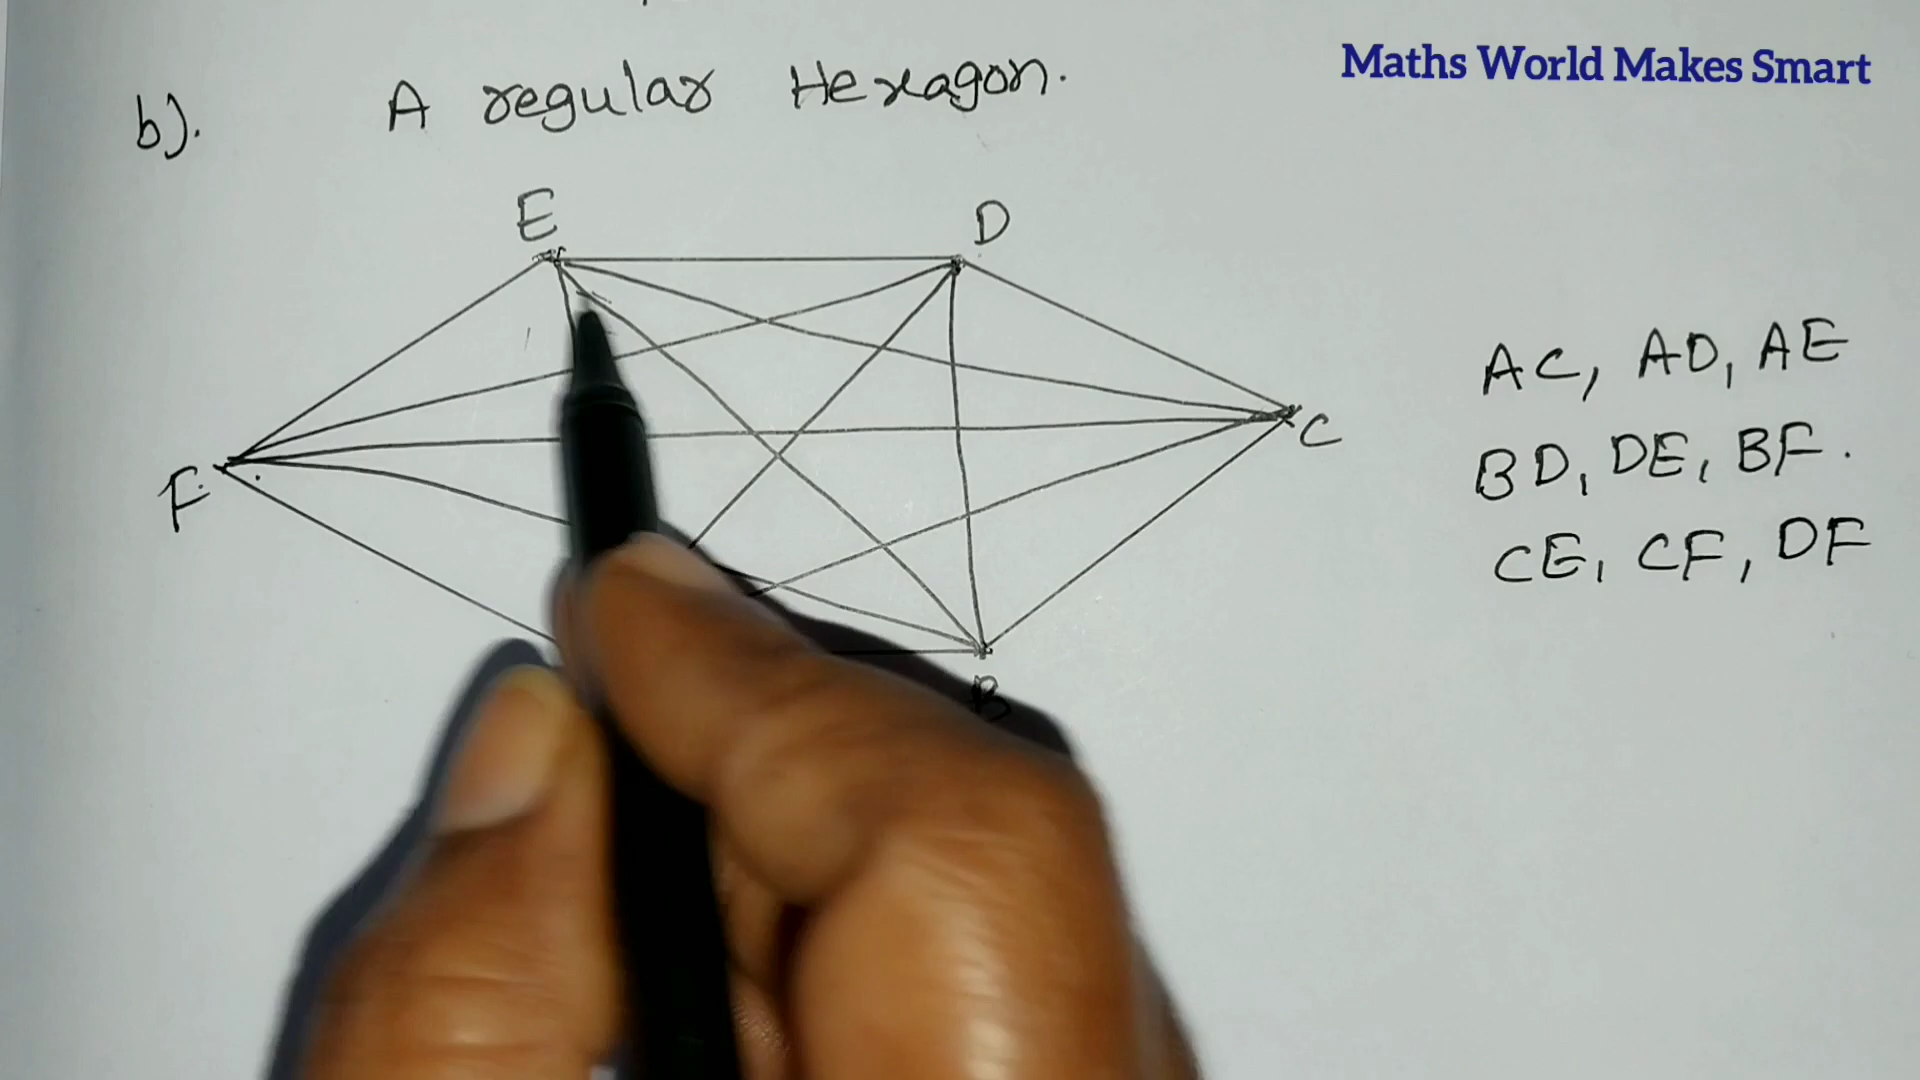 Maths World Makes Smart
b). A regular Hexagon.
E D
F C
B
AC, AD, AE
BD, DE, BF.
CE, CF, DF